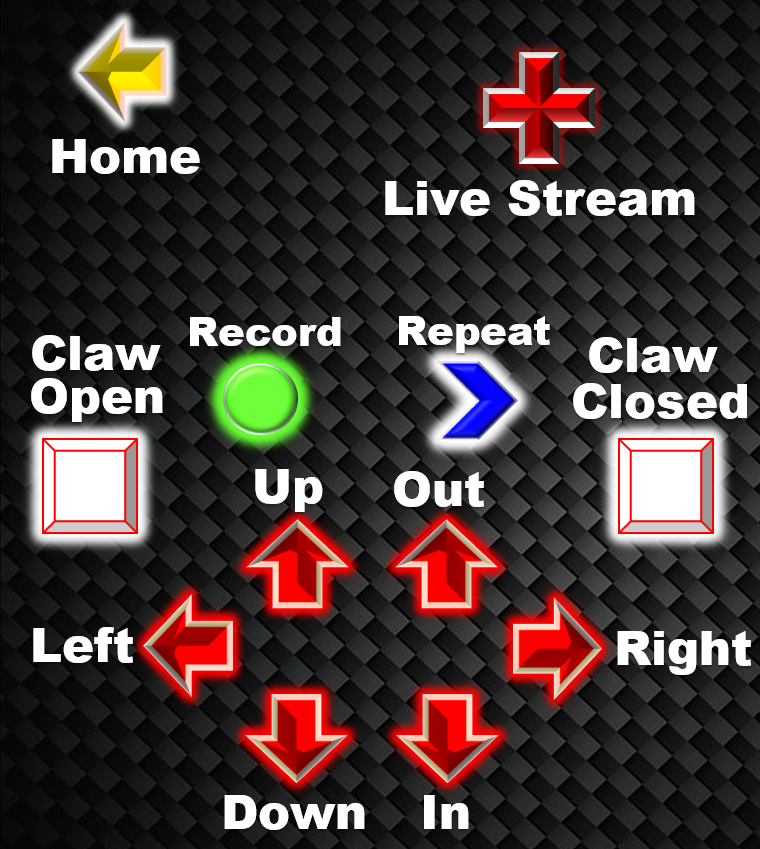 Home
Live Stream
Record
Repeat
Claw
Open
Claw
Closed
Up
Out
Left
Right
Down
In